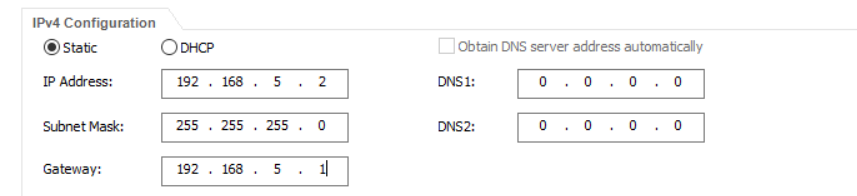 IPv4 Configuration
Static DHCP Obtain DNS server address automatically
IP Address: 192 . 168 . 5 . 2 DNS1: 0 . 0 . 0 . 0
Subnet Mask: 255 . 255 . 255 . 0 DNS2: 0 . 0 . 0 . 0
Gateway: 192 . 168 . 5 . 1